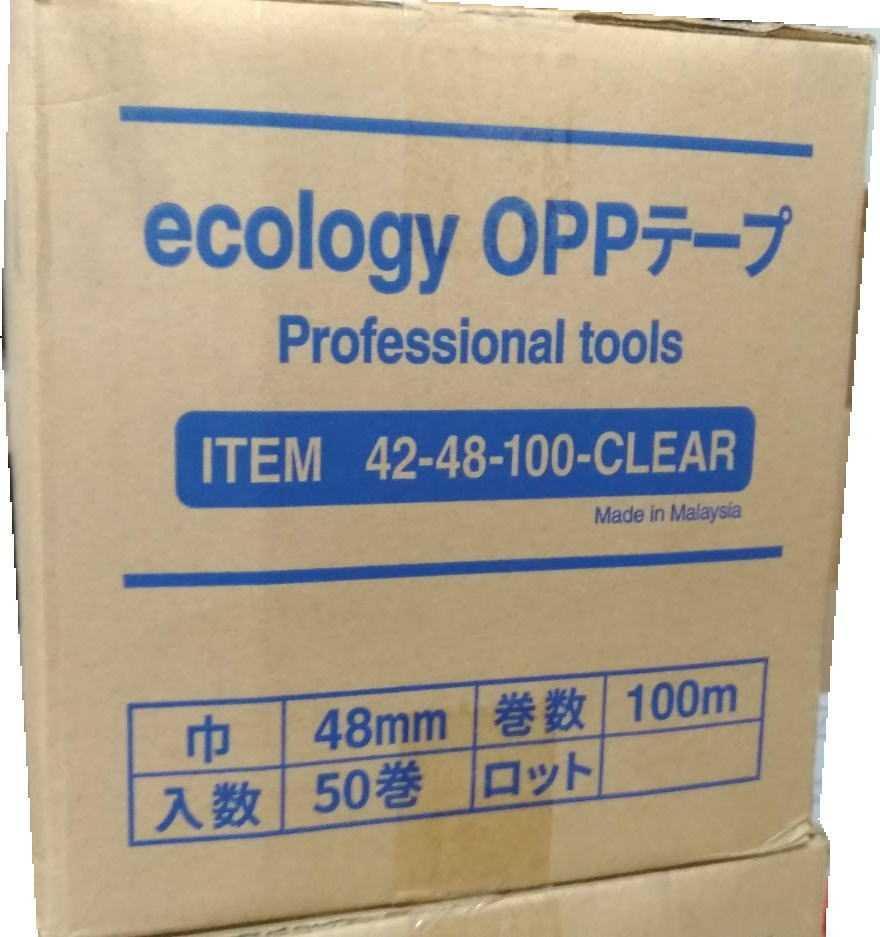 ecology OPPテープ
Professional tools
ITEM 42-48-100-CLEAR
Made in Malaysia
巾 48mm 巻数 100m
入数 50巻 ロット